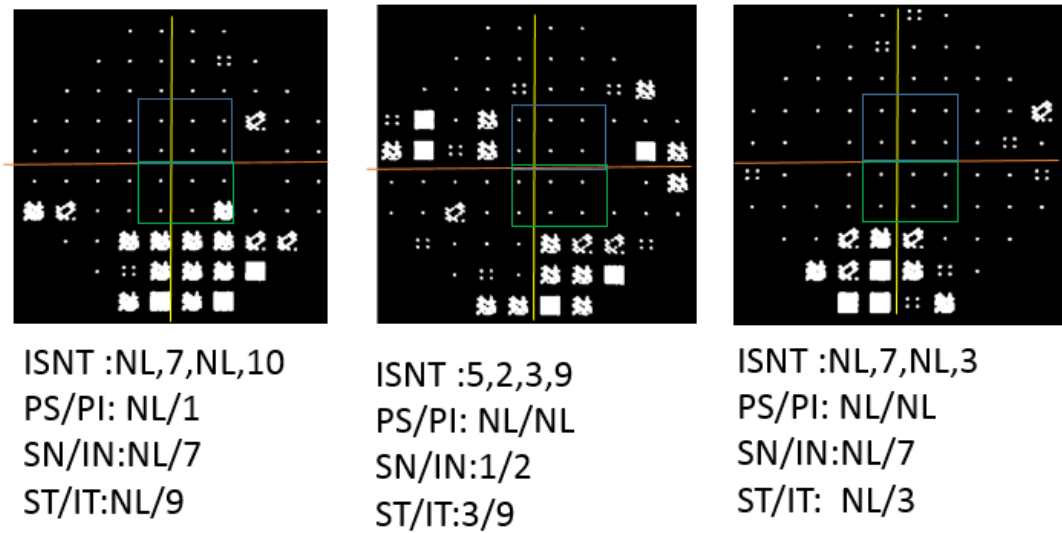 ISNT :NL,7,NL,10
PS/PI: NL/1
SN/IN:NL/7
ST/IT:NL/9
ISNT :5,2,3,9
PS/PI: NL/NL
SN/IN:1/2
ST/IT:3/9
ISNT :NL,7,NL,3
PS/PI: NL/NL
SN/IN:NL/7
ST/IT: NL/3